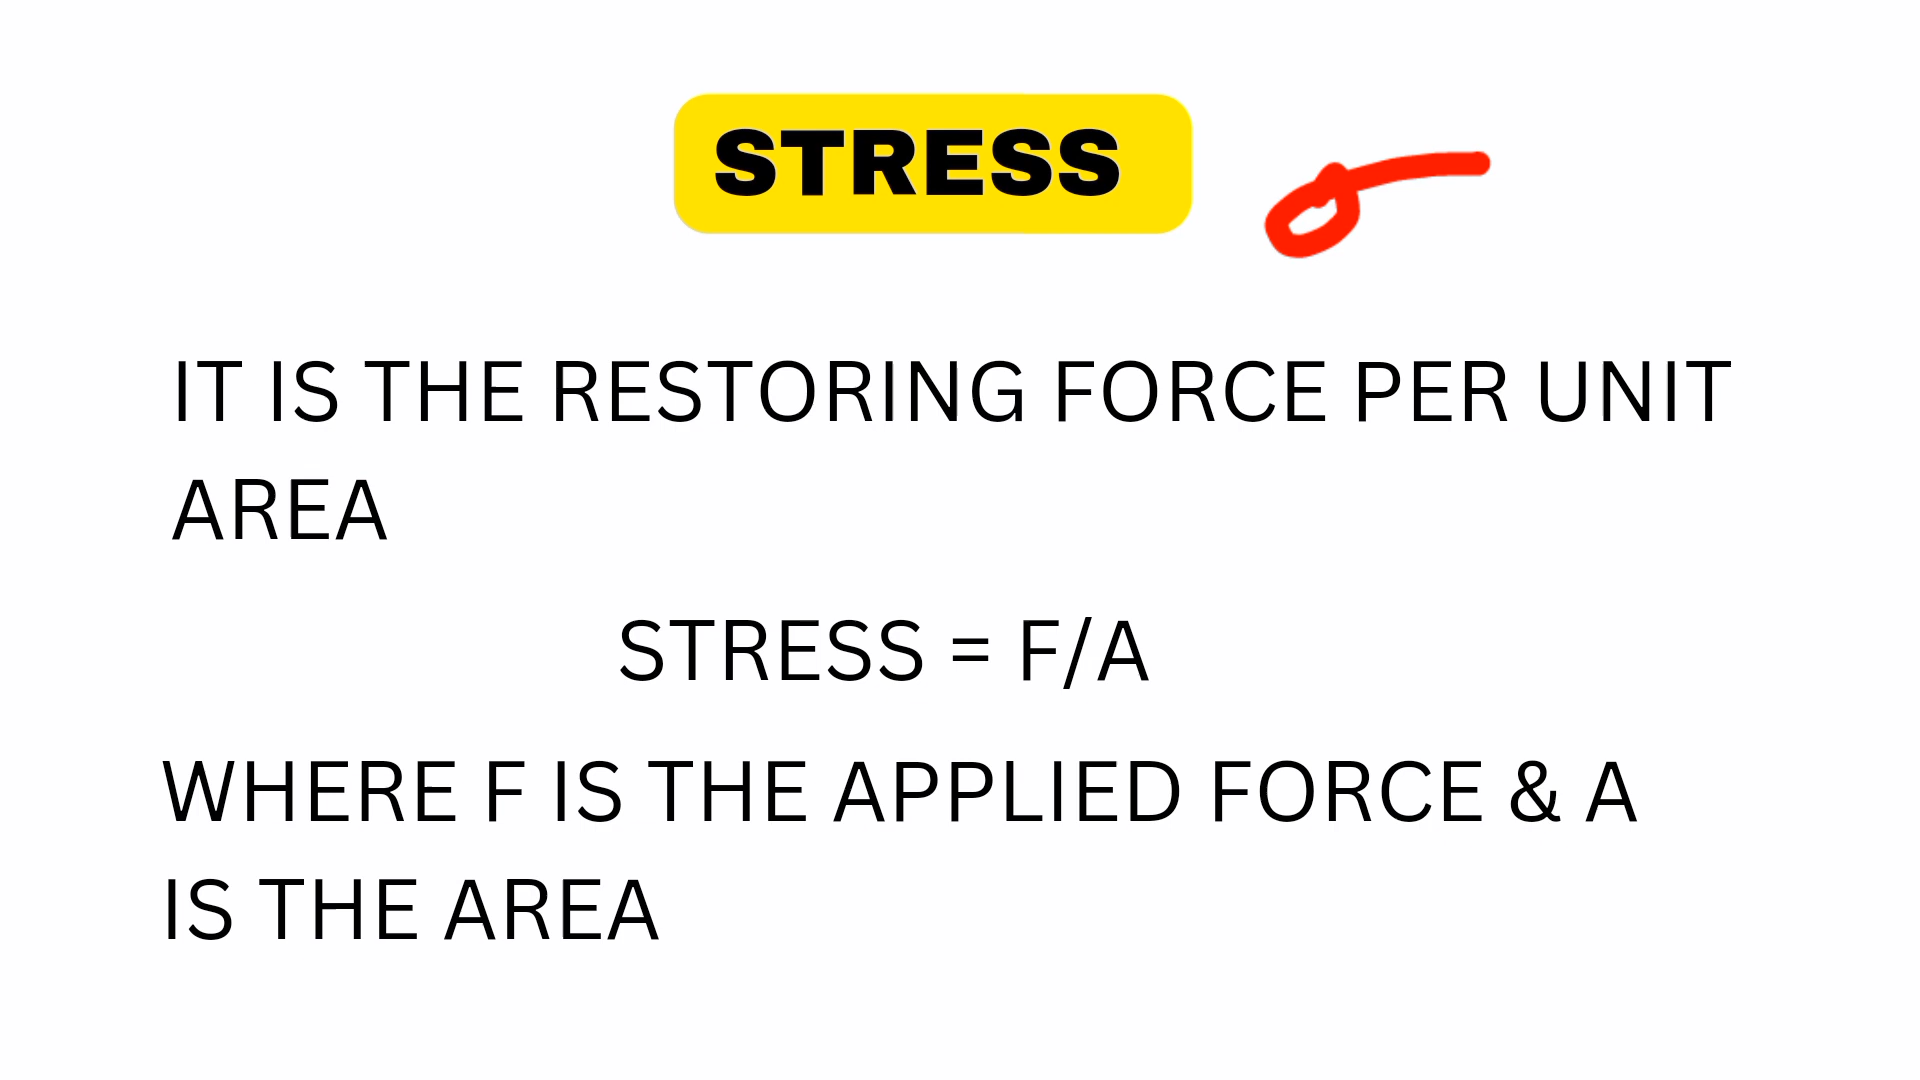 STRESS
IT IS THE RESTORING FORCE PER UNIT
AREA
STRESS = F/A
WHERE F IS THE APPLIED FORCE & A
IS THE AREA